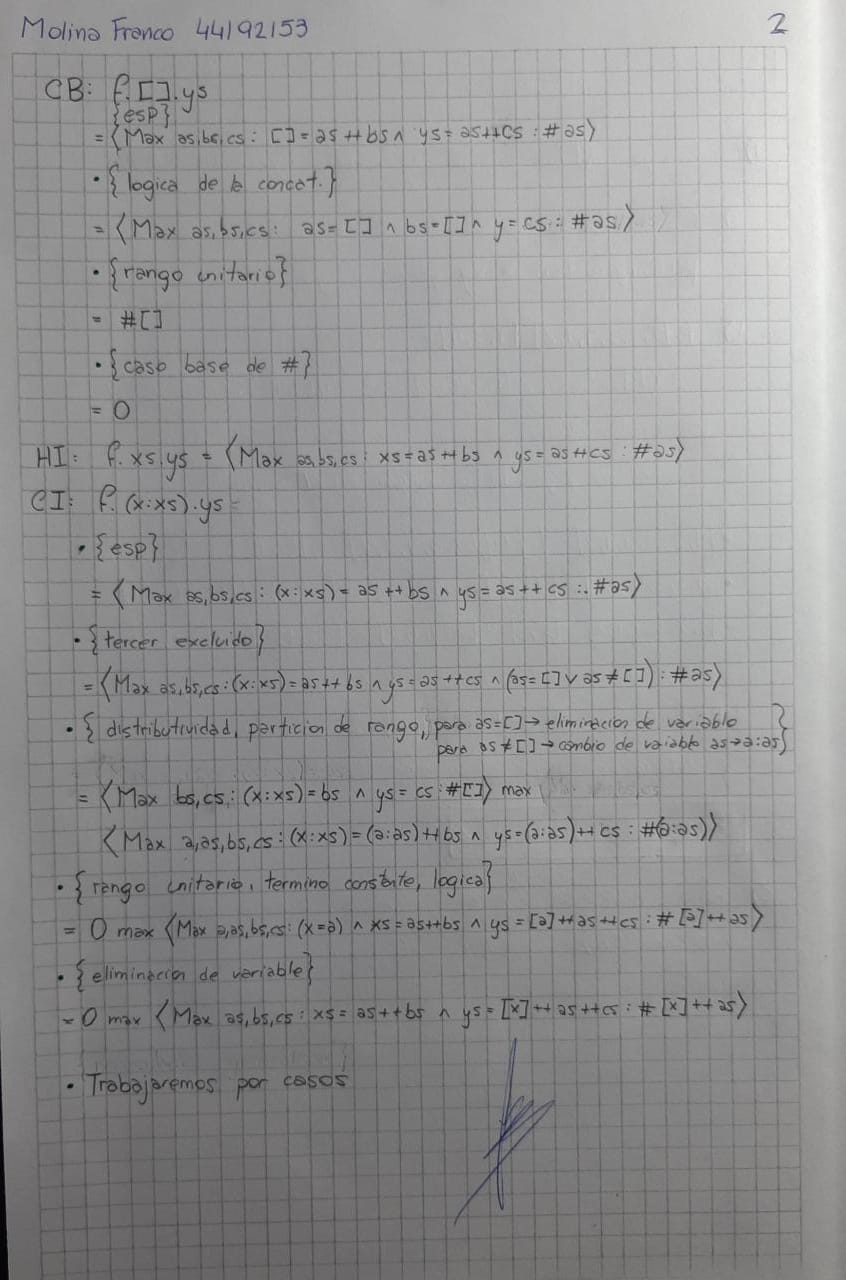 Molina Franco 44192153
2
CB: f.[].ys
{esp}
= ⟨Max as,bs,cs : [] = as ++ bs ∧ ys = as ++ cs : #as⟩
• {logica de la concat.}
= ⟨Max as,bs,cs : as = [] ∧ bs = [] ∧ y = cs : #as⟩
• {rango unitario}
= #[]
• {caso base de #}
= 0
HI: f.xs.ys = ⟨Max as,bs,cs : xs = as ++ bs ∧ ys = as ++ cs : #as⟩
CI: f.(x:xs).ys =
• {esp}
= ⟨Max as,bs,cs : (x:xs) = as ++ bs ∧ ys = as ++ cs :. #as⟩
• {tercer excluido}
= ⟨Max as,bs,cs : (x:xs) = as ++ bs ∧ ys = as ++ cs ∧ (as = [] ∨ as ≠ []) : #as⟩
• { distributividad, particion de rango, para as = [] → eliminacion de variable
para as ≠ [] → cambio de variable as → a:as}
= ⟨Max bs,cs : (x:xs) = bs ∧ ys = cs : #[]⟩ max
⟨Max a,as,bs,cs : (x:xs) = (a:as) ++ bs ∧ ys = (a:as) ++ cs : #(a:as)⟩
• {rango unitario, termino constante, logica}
= 0 max ⟨Max a,as,bs,cs : (x=a) ∧ xs = as ++ bs ∧ ys = [a] ++ as ++ cs : # [a] ++ as⟩
• {eliminacion de variable}
= 0 max ⟨Max as,bs,cs : xs = as ++ bs ∧ ys = [x] ++ as ++ cs : # [x] ++ as⟩
• Trabajaremos por casos